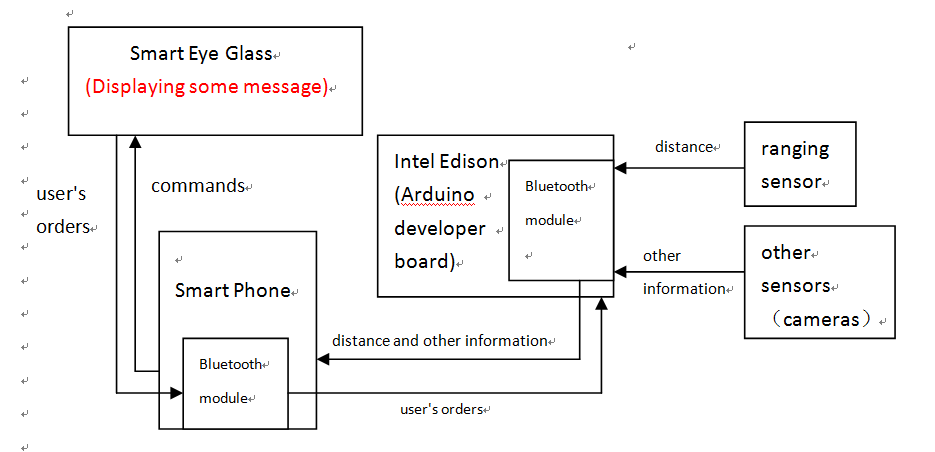 Smart Eye Glass
(Displaying some message)
user's
orders
commands
Intel Edison
(Arduino
developer
board)
Bluetooth
module
distance
ranging
sensor
other
information
other
sensors
（cameras）
Smart Phone
Bluetooth
module
distance and other information
user's orders